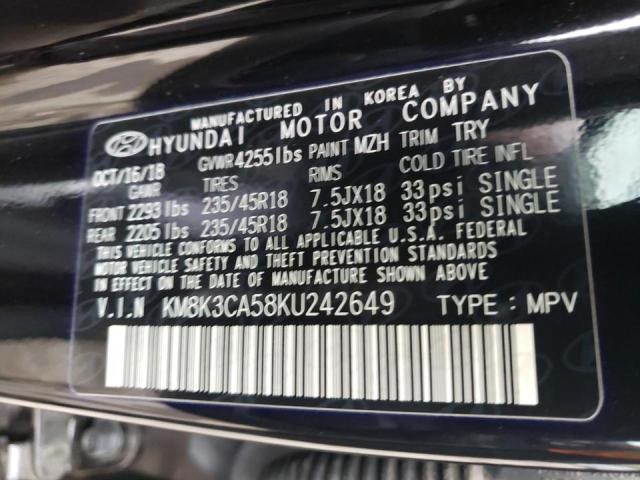 MANUFACTURED IN KOREA BY
HYUNDAI MOTOR COMPANY
OCT/16/18 GVWR 4255lbs PAINT MZH TRIM TRY
GAWR TIRES RIMS COLD TIRE INFL
FRONT 2293 lbs 235/45R18 7.5JX18 33psi SINGLE
REAR 2205 lbs 235/45R18 7.5JX18 33psi SINGLE
THIS VEHICLE CONFORMS TO ALL APPLICABLE U.S.A. FEDERAL
MOTOR VEHICLE SAFETY AND THEFT PREVENTION STANDARDS
IN EFFECT ON THE DATE OF MANUFACTURE SHOWN ABOVE.
V.I.N KM8K3CA58KU242649 TYPE : MPV